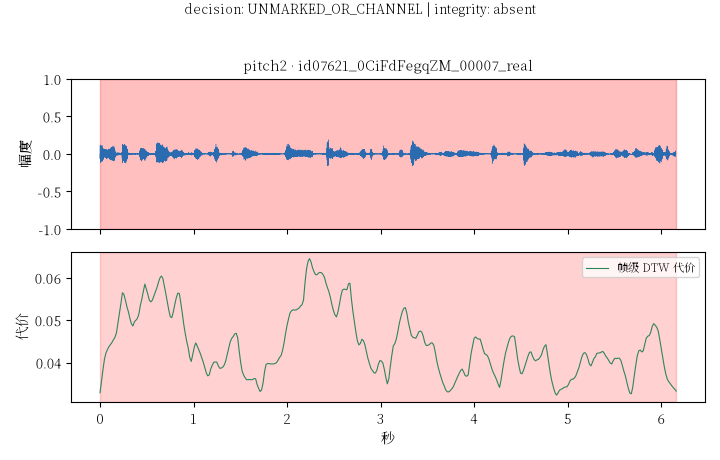 decision: UNMARKED_OR_CHANNEL | integrity: absent
pitch2 · id07621_0CiFdFegqZM_00007_real
1.0
0.5
0.0
-0.5
-1.0
幅度
帧级 DTW 代价
0.06
0.05
0.04
代价
0 1 2 3 4 5 6
秒